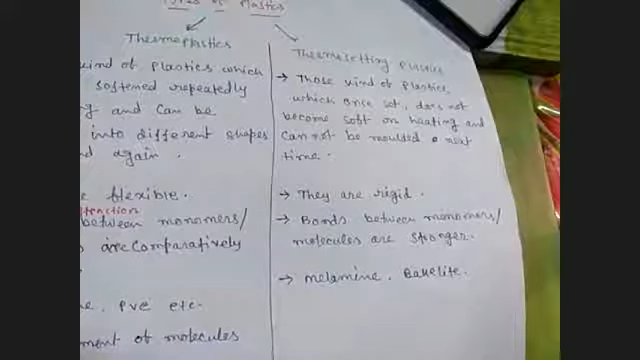 Types of Plastics
Thermoplastics
kind of plastics which
softened repeatedly
and can be
into different shapes
again.
flexible.
attraction
between monomers/
are comparatively
PVC etc.
of molecules
Thermosetting Plastics
→ Those kind of plastics
which once set, does not
become soft on heating and
can not be moulded next
time.
→ They are rigid.
→ Bonds between monomers/
molecules are stronger.
→ Melamine, Bakelite.